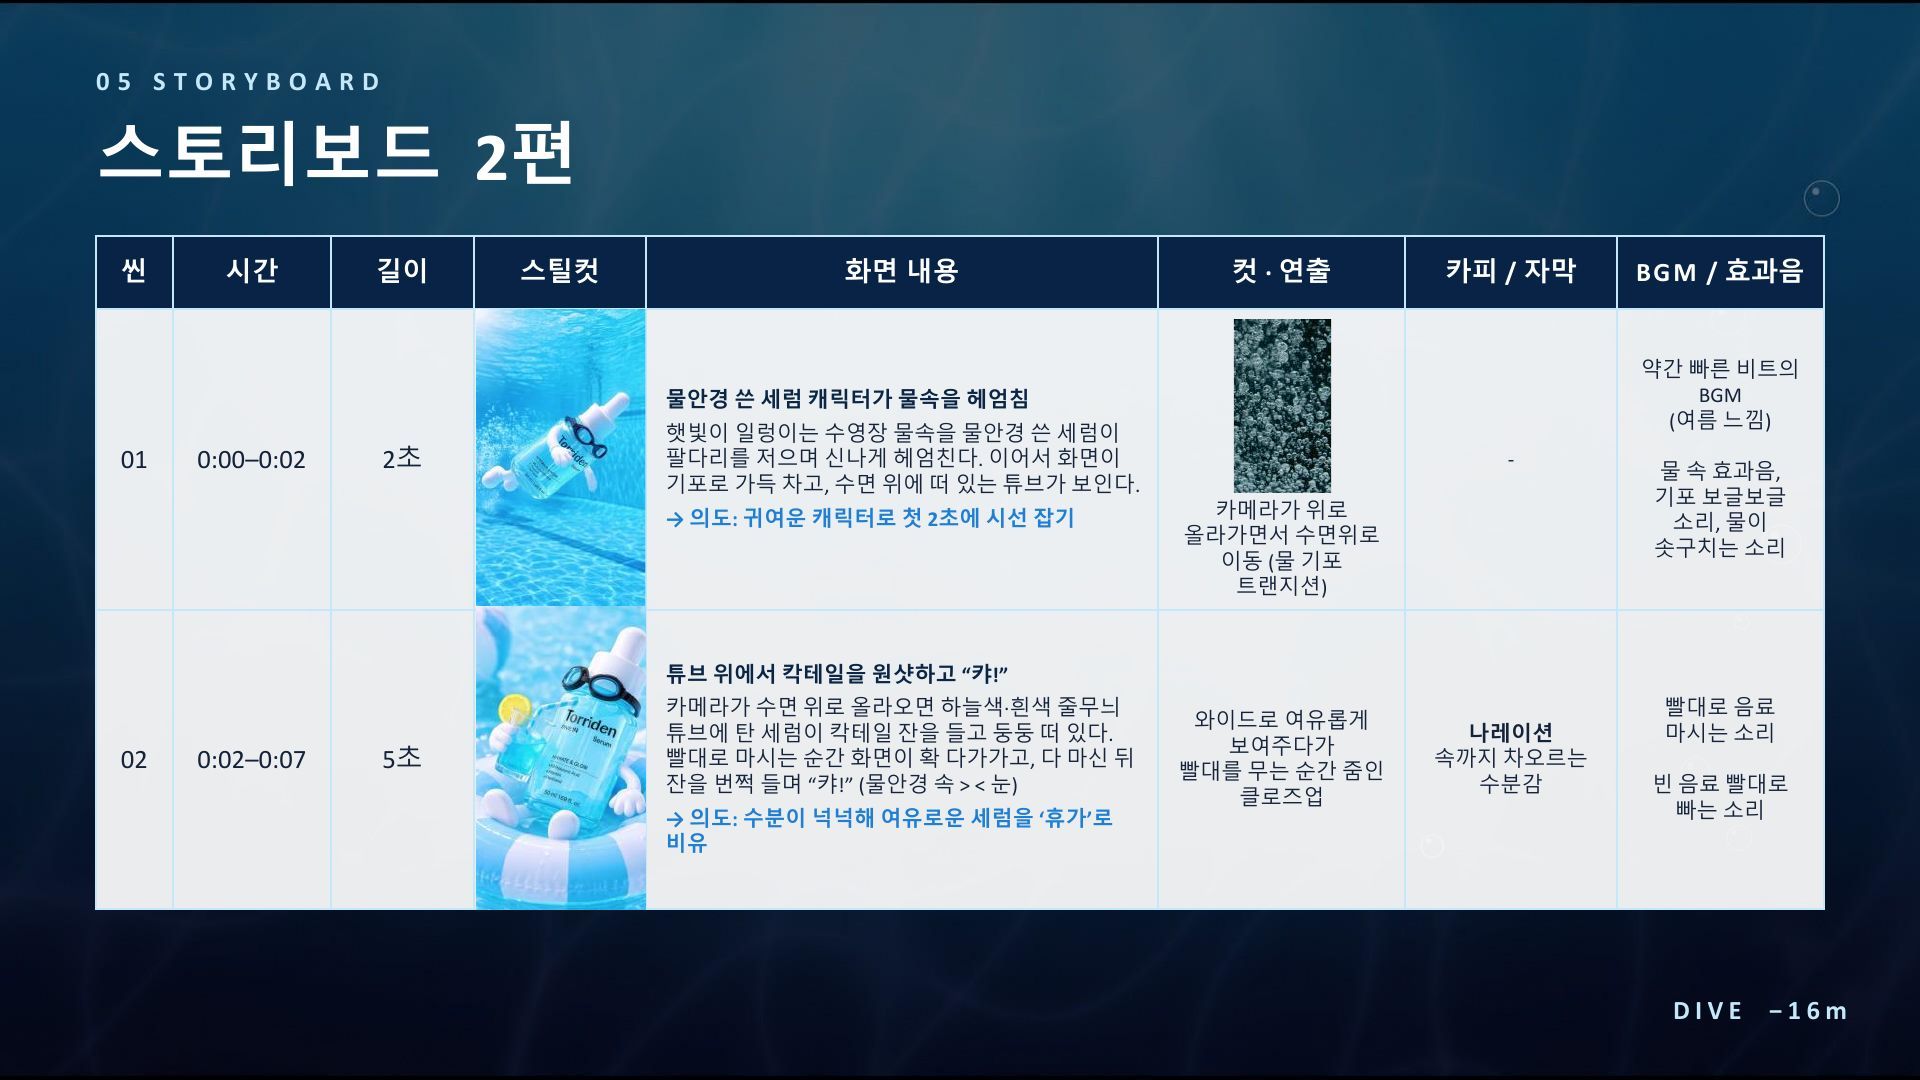 05 STORYBOARD
스토리보드 2편
씬
시간
길이
스틸컷
화면 내용
컷 · 연출
카피 / 자막
BGM / 효과음
01
0:00–0:02
2초
Torriden
물안경 쓴 세럼 캐릭터가 물속을 헤엄침
햇빛이 일렁이는 수영장 물속을 물안경 쓴 세럼이
팔다리를 저으며 신나게 헤엄친다. 이어서 화면이
기포로 가득 차고, 수면 위에 떠 있는 튜브가 보인다.
→ 의도: 귀여운 캐릭터로 첫 2초에 시선 잡기
카메라가 위로
올라가면서 수면위로
이동 (물 기포
트랜지션)
-
약간 빠른 비트의
BGM
(여름 느낌)
물 속 효과음,
기포 보글보글
소리, 물이
솟구치는 소리
02
0:02–0:07
5초
Torriden
Serum
튜브 위에서 칵테일을 원샷하고 “캬!”
카메라가 수면 위로 올라오면 하늘색·흰색 줄무늬
튜브에 탄 세럼이 칵테일 잔을 들고 둥둥 떠 있다.
빨대로 마시는 순간 화면이 확 다가가고, 다 마신 뒤
잔을 번쩍 들며 “캬!” (물안경 속 > < 눈)
→ 의도: 수분이 넉넉해 여유로운 세럼을 ‘휴가’로
비유
와이드로 여유롭게
보여주다가
빨대를 무는 순간 줌인
클로즈업
나레이션
속까지 차오르는
수분감
빨대로 음료
마시는 소리
빈 음료 빨대로
빠는 소리
DIVE –16m